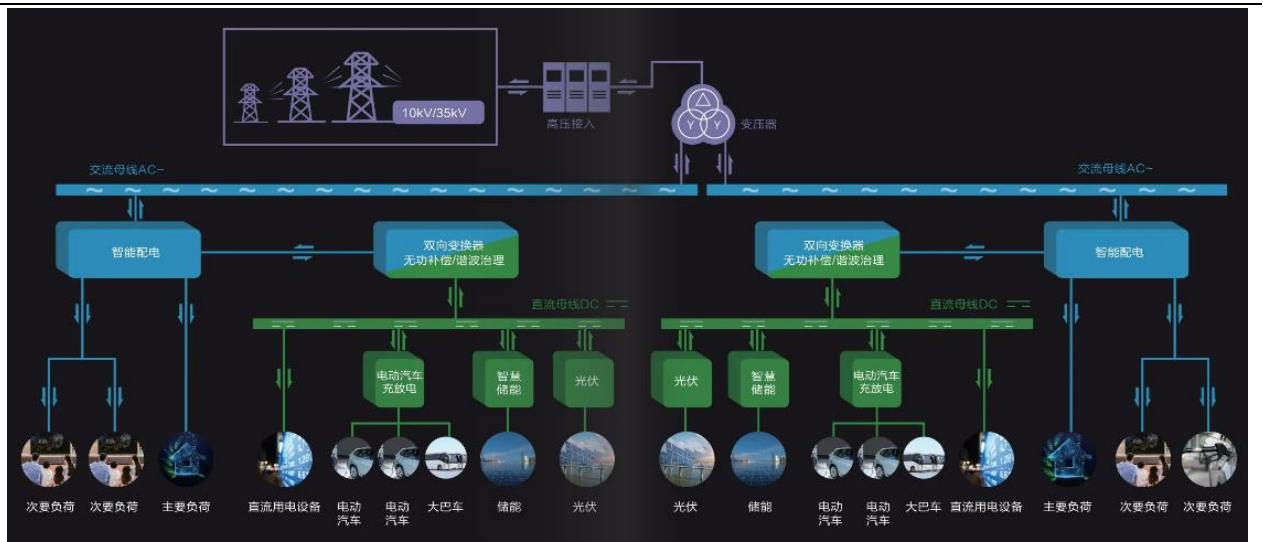 10kV/35kV
高压接入
变压器
Y Y
交流母线AC~
交流母线AC~
智能配电
双向变换器
无功补偿/谐波治理
双向变换器
无功补偿/谐波治理
智能配电
直流母线DC
直流母线DC
电动汽车
充放电
智慧
储能
光伏
光伏
智慧
储能
电动汽车
充放电
次要负荷
次要负荷
主要负荷
直流用电设备
电动
汽车
电动
汽车
大巴车
储能
光伏
光伏
储能
电动
汽车
电动
汽车
大巴车
直流用电设备
主要负荷
次要负荷
次要负荷